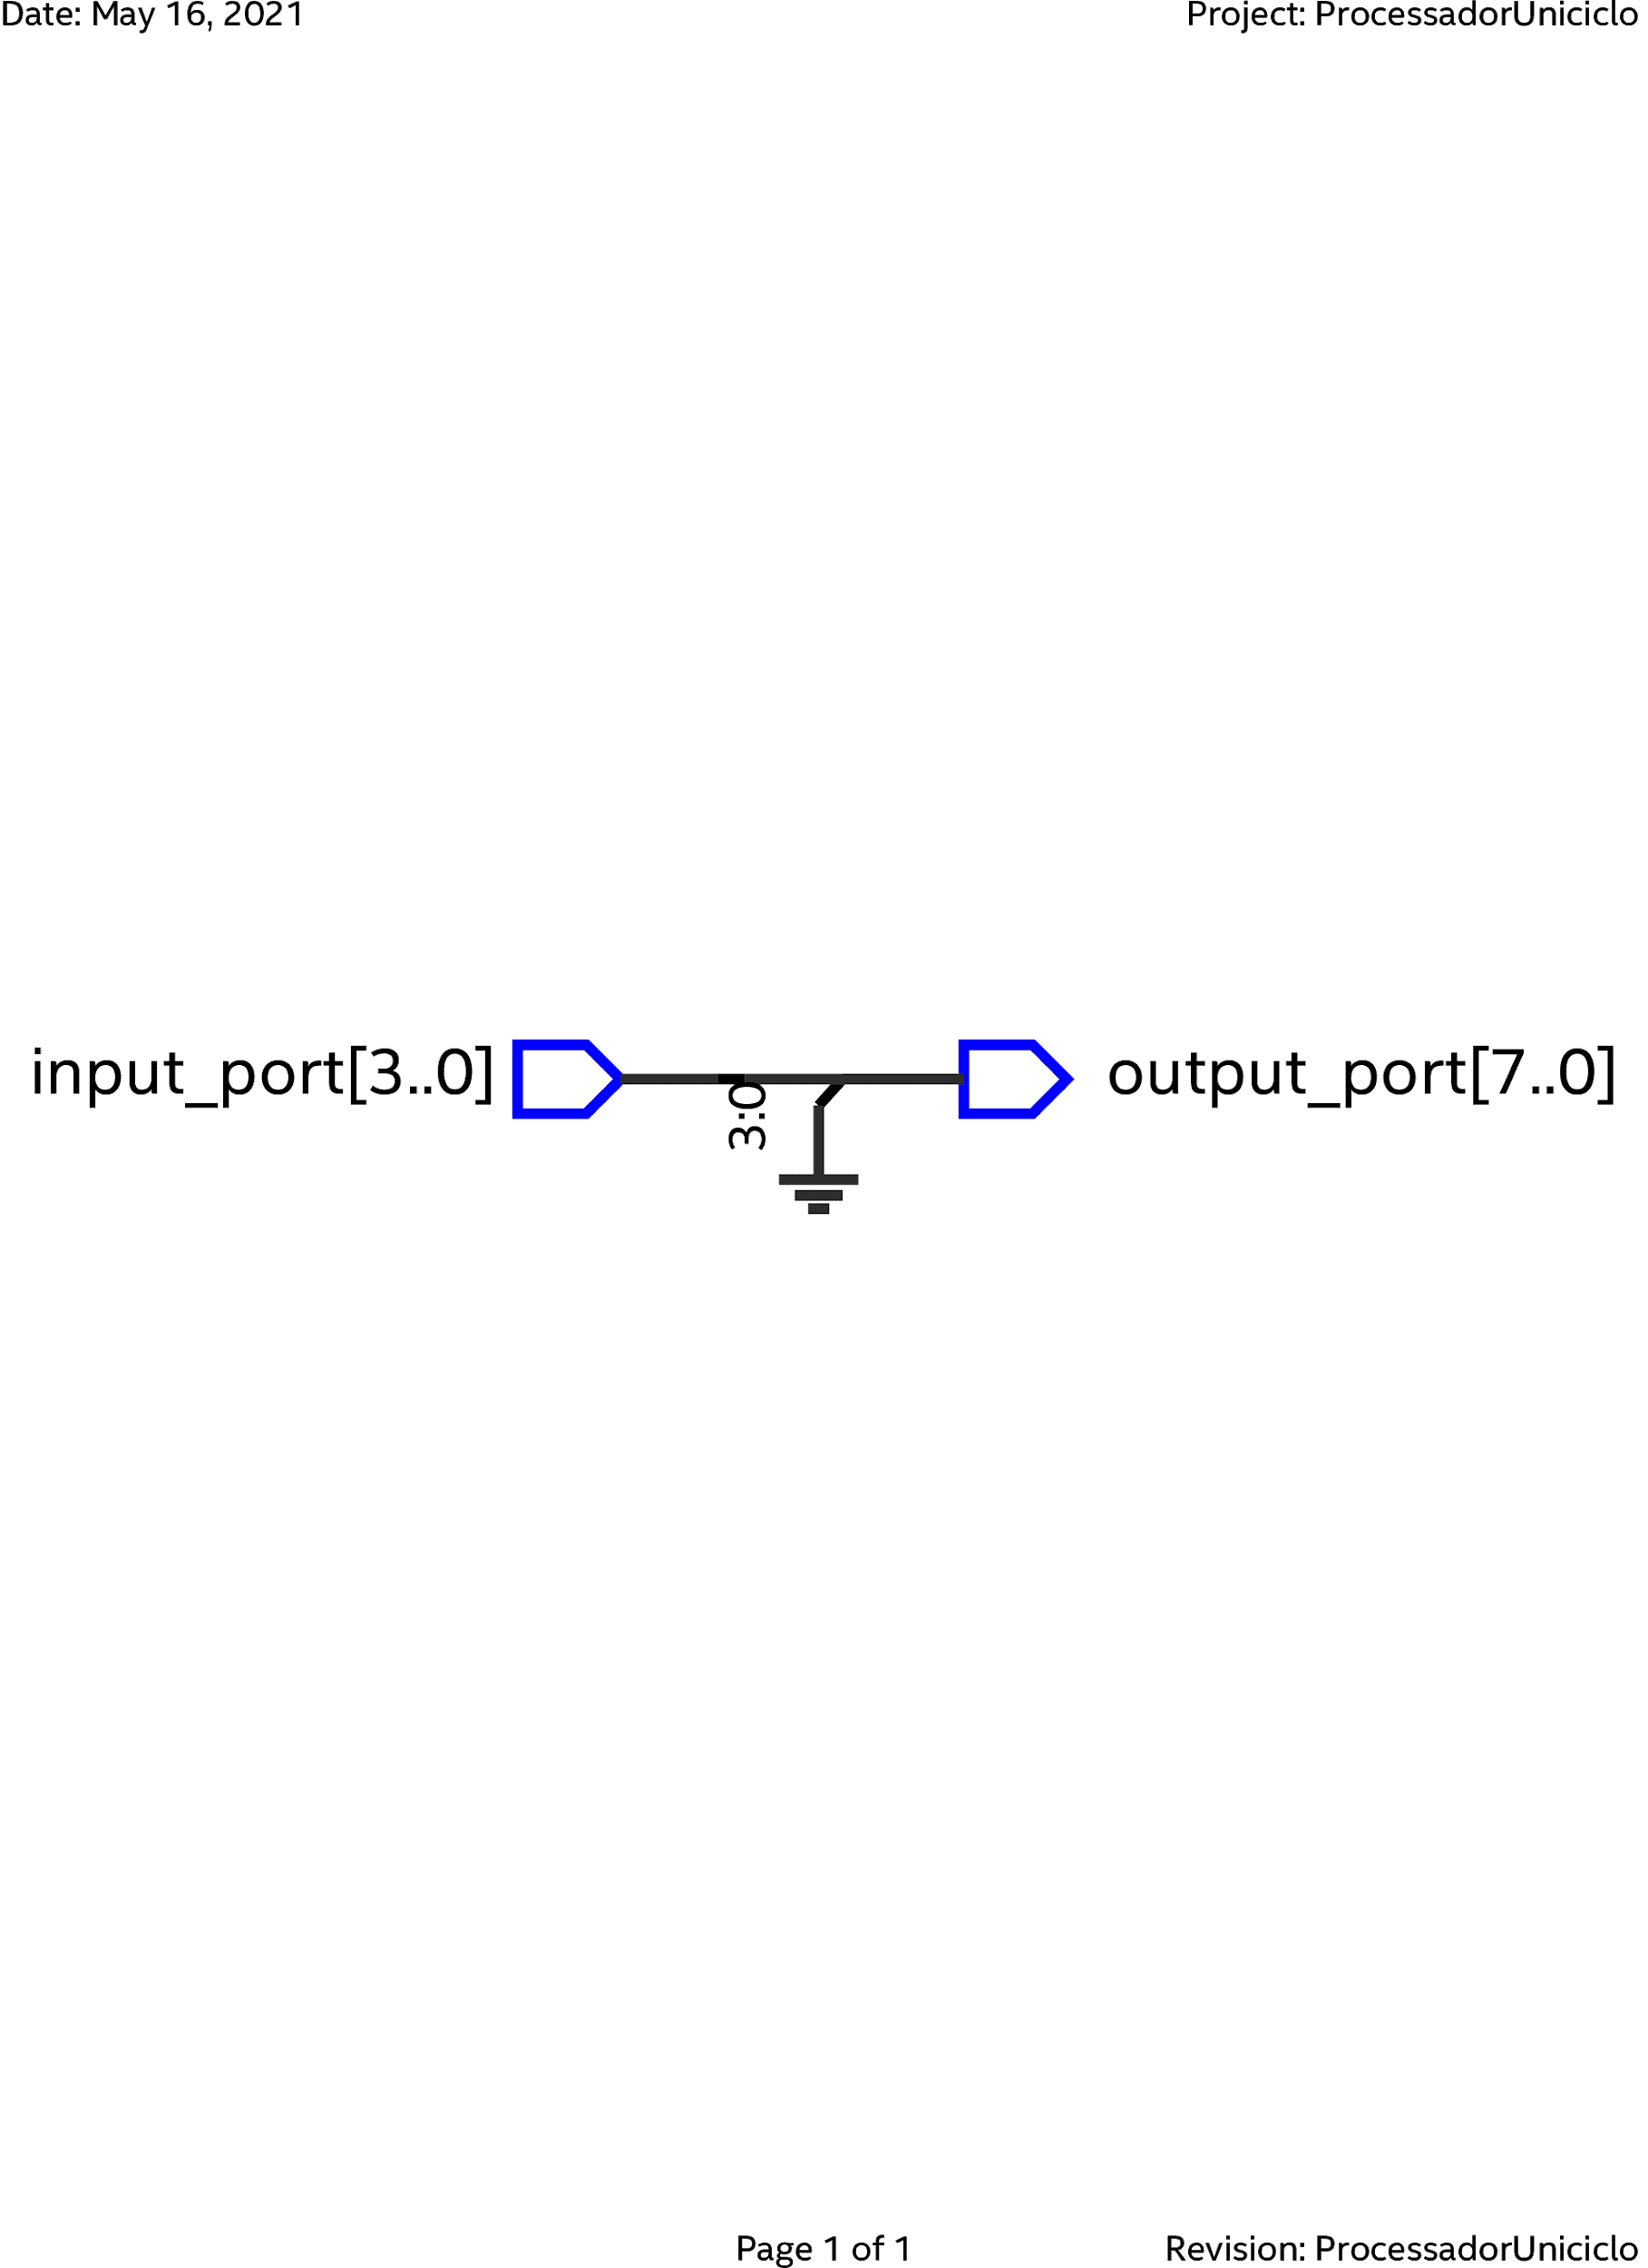 Date: May 16, 2021
Project: ProcessadorUniciclo
input_port[3..0]
3:0
output_port[7..0]
Page 1 of 1
Revision: ProcessadorUniciclo